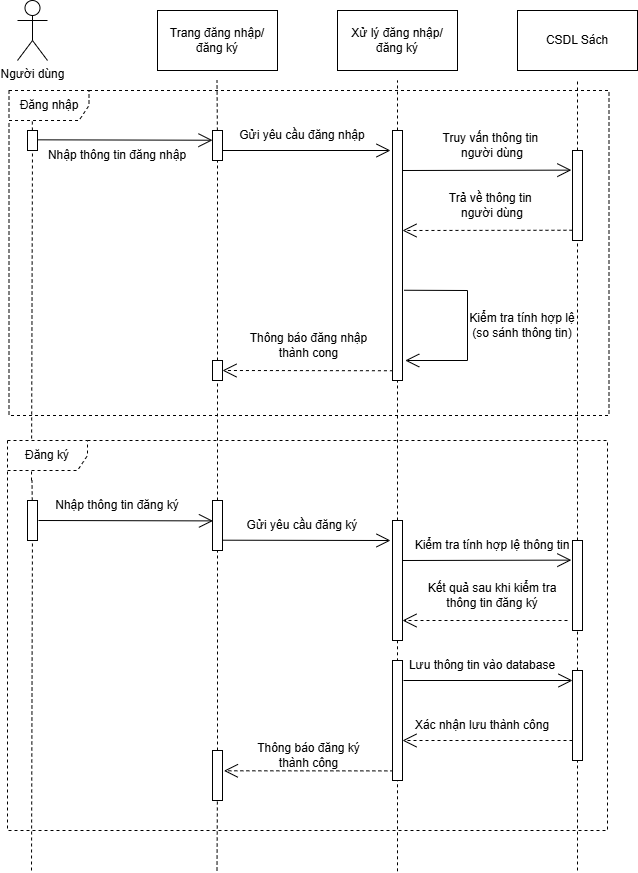 Người dùng
Trang đăng nhập/
đăng ký
Xử lý đăng nhập/
đăng ký
CSDL Sách
Đăng nhập
Nhập thông tin đăng nhập
Gửi yêu cầu đăng nhập
Truy vấn thông tin
người dùng
Trả về thông tin
người dùng
Kiểm tra tính hợp lệ
(so sánh thông tin)
Thông báo đăng nhập
thành cong
Đăng ký
Nhập thông tin đăng ký
Gửi yêu cầu đăng ký
Kiểm tra tính hợp lệ thông tin
Kết quả sau khi kiểm tra
thông tin đăng ký
Lưu thông tin vào database
Xác nhận lưu thành công
Thông báo đăng ký
thành công